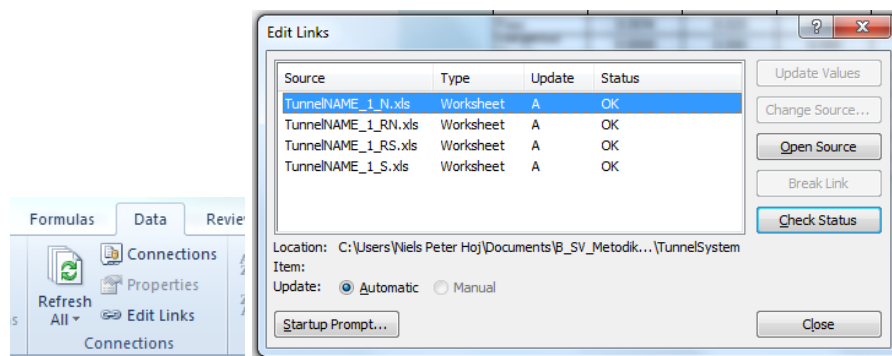 Formulas Data Revie
Refresh All
Connections
Properties
Edit Links
Connections
Edit Links
Source Type Update Status
TunnelNAME_1_N.xls Worksheet A OK
TunnelNAME_1_RN.xls Worksheet A OK
TunnelNAME_1_RS.xls Worksheet A OK
TunnelNAME_1_S.xls Worksheet A OK
Update Values
Change Source...
Open Source
Break Link
Check Status
Location: C:\Users\Niels Peter Hoj\Documents\B_SV_Metodik...\TunnelSystem
Item:
Update: Automatic Manual
Startup Prompt... Close